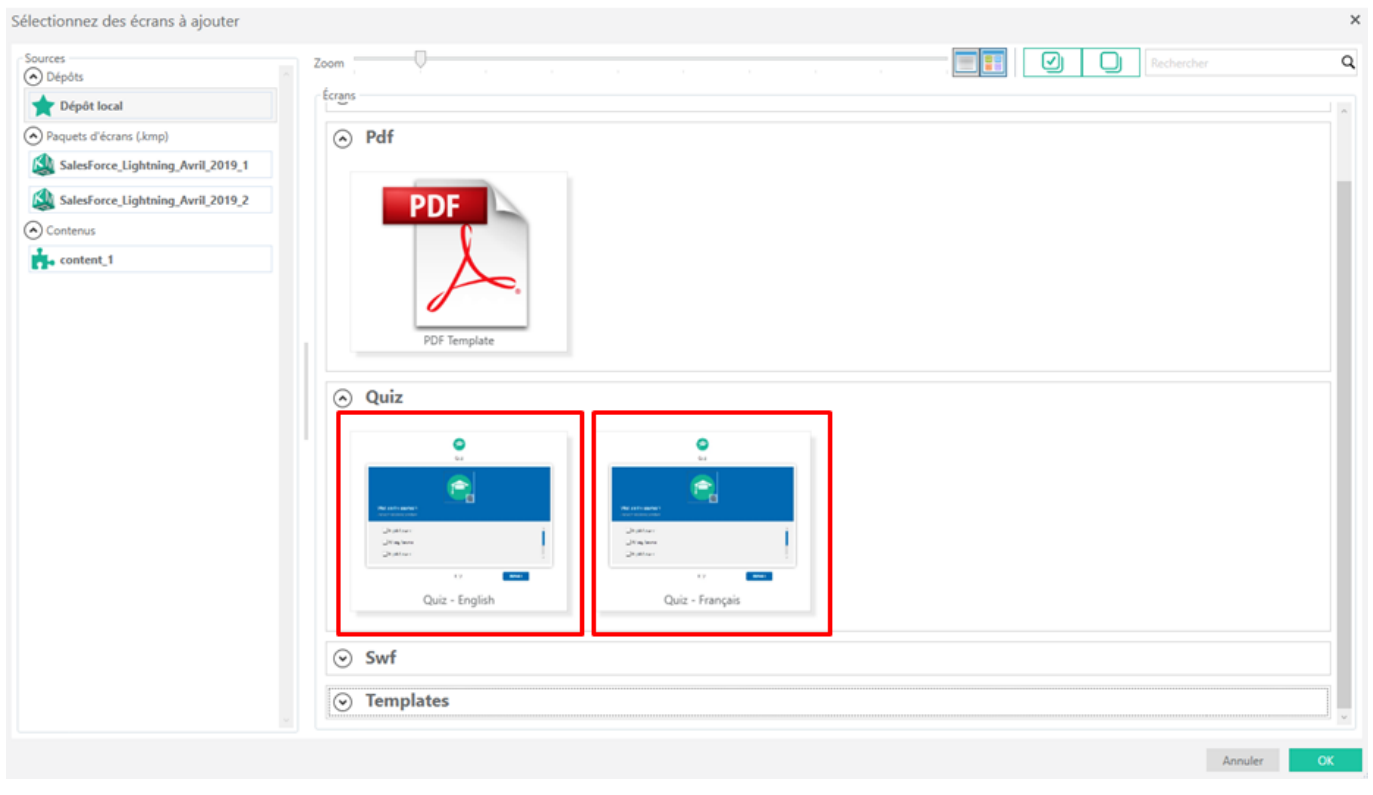 Sélectionnez des écrans à ajouter
Sources
Dépôts
Dépôt local
Paquets d'écrans (.kmp)
SalesForce_Lightning_Avril_2019_1
SalesForce_Lightning_Avril_2019_2
Contenus
content_1
Zoom
Rechercher
Écrans
Pdf
PDF
PDF Template
Quiz
Quiz - English
Quiz - Français
Swf
Templates
Annuler
OK